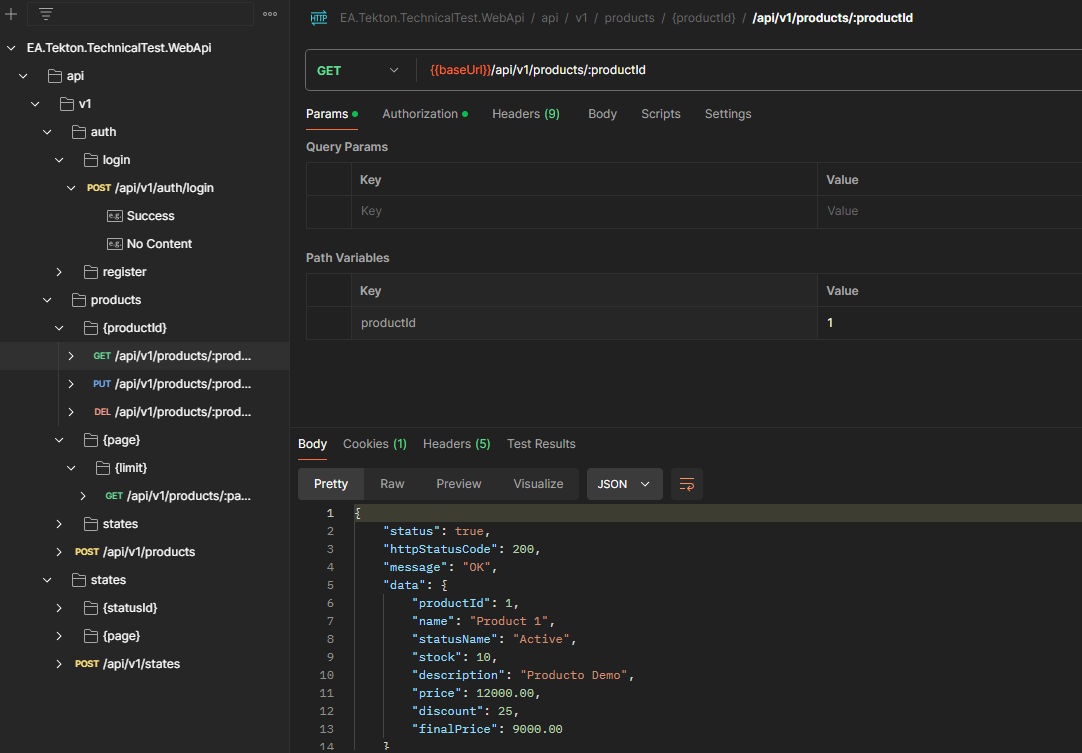 EA.Tekton.TechnicalTest.WebApi
api
v1
auth
login
POST /api/v1/auth/login
e.g. Success
e.g. No Content
register
products
{productId}
GET /api/v1/products/:prod...
PUT /api/v1/products/:prod...
DEL /api/v1/products/:prod...
{page}
{limit}
GET /api/v1/products/:pa...
states
POST /api/v1/products
states
{statusId}
{page}
POST /api/v1/states
HTTP EA.Tekton.TechnicalTest.WebApi / api / v1 / products / {productId} / /api/v1/products/:productId
GET {{baseUrl}}/api/v1/products/:productId
Params Authorization Headers (9) Body Scripts Settings
Query Params
Key Value
Key Value
Path Variables
Key Value
productId 1
Body Cookies (1) Headers (5) Test Results
Pretty Raw Preview Visualize JSON
1 {
2 "status": true,
3 "httpStatusCode": 200,
4 "message": "OK",
5 "data": {
6 "productId": 1,
7 "name": "Product 1",
8 "statusName": "Active",
9 "stock": 10,
10 "description": "Producto Demo",
11 "price": 12000.00,
12 "discount": 25,
13 "finalPrice": 9000.00
14 }